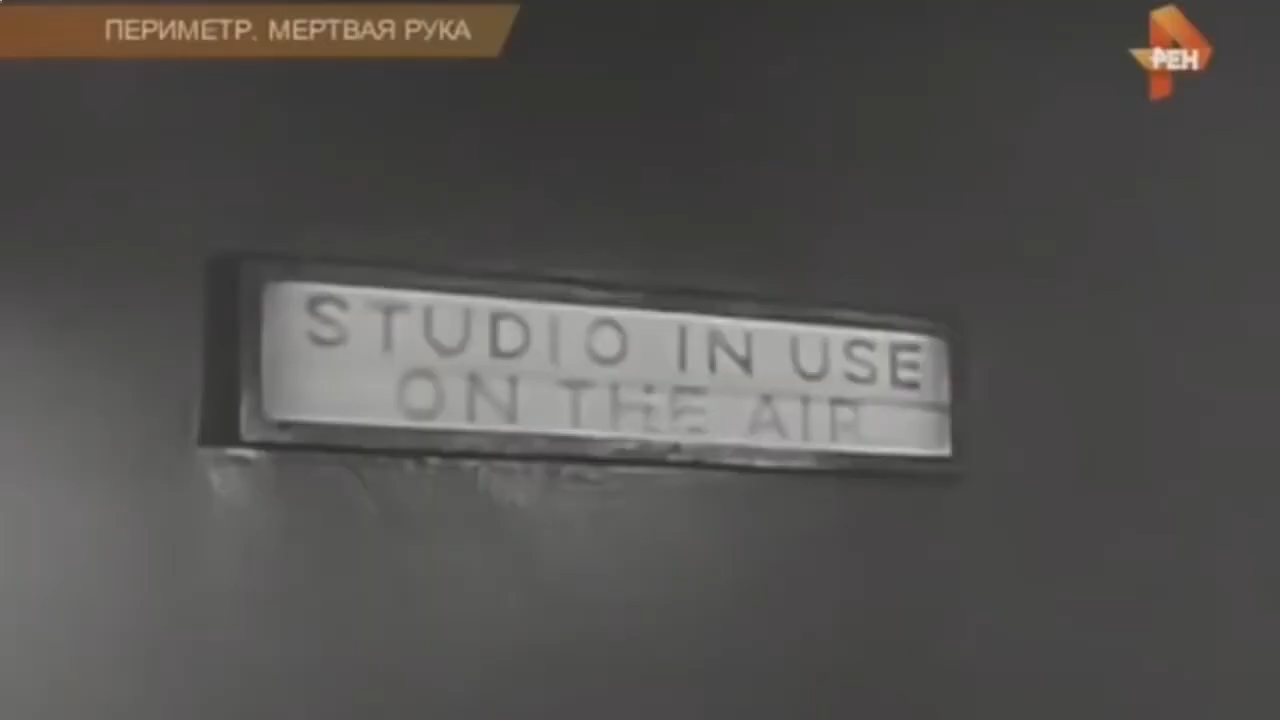 ПЕРИМЕТР. МЕРТВАЯ РУКА
РЕН
STUDIO IN USE
ON THE AIR